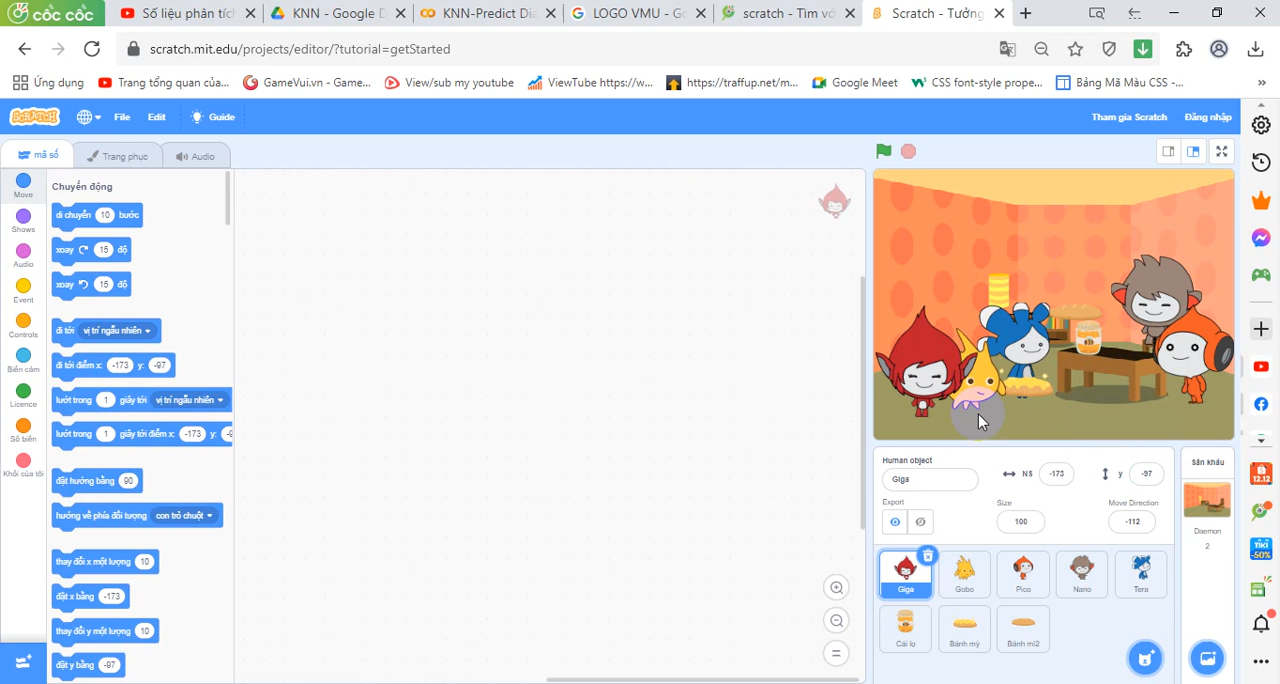 CỐC CỐC
Số liệu phân tích
KNN - Google D
KNN-Predict Dia
LOGO VMU - Go
scratch - Tìm vớ
Scratch - Tưởng
scratch.mit.edu/projects/editor/?tutorial=getStarted
Ứng dụng
Trang tổng quan của...
GameVui.vn - Game...
View/sub my youtube
ViewTube https://w...
https://traffup.net/m...
Google Meet
CSS font-style prope...
Bảng Mã Màu CSS -...
SCRATCH
File
Edit
Guide
Tham gia Scratch
Đăng nhập
mã số
Trang phục
Audio
Move
Shows
Audio
Event
Controls
Biến cảm
Licence
Số biến
Khối của tôi
Chuyển động
di chuyển 10 bước
xoay 15 độ
xoay 15 độ
đi tới vị trí ngẫu nhiên
đi tới điểm x: -173 y: -97
lướt trong 1 giây tới vị trí ngẫu nhiên
lướt trong 1 giây tới điểm x: -173 y: -9
đặt hướng bằng 90
hướng về phía đối tượng con trỏ chuột
thay đổi x một lượng 10
đặt x bằng -173
thay đổi y một lượng 10
đặt y bằng -97
Human object
Giga
NS -173
y -97
Export
Size
100
Move Direction
-112
Giga
Gobo
Pico
Nano
Tera
Cái lọ
Bánh mỳ
Bánh mì2
Sân khấu
Daemon
2
12.12
TIKI
-50%